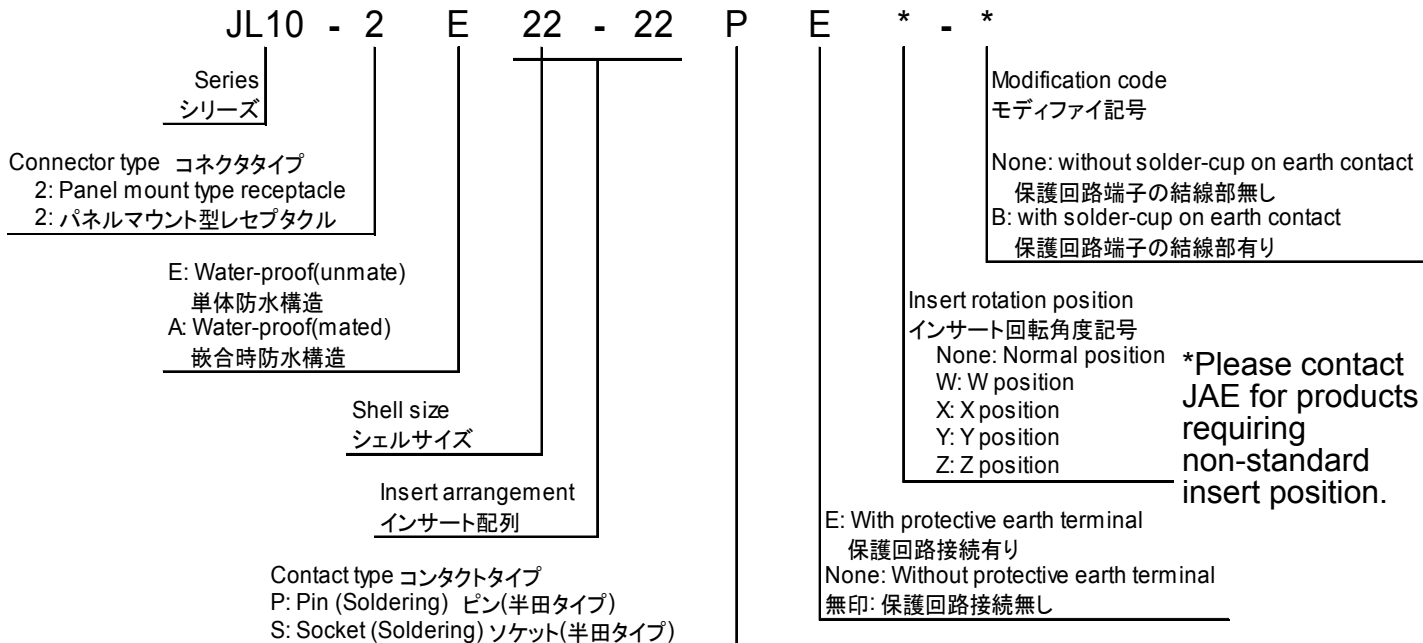 JL10 - 2 E 22 - 22 P E * - *
Series
シリーズ
Connector type コネクタタイプ
2: Panel mount type receptacle
2: パネルマウント型レセプタクル
E: Water-proof(unmate)
単体防水構造
A: Water-proof(mated)
嵌合時防水構造
Shell size
シェルサイズ
Insert arrangement
インサート配列
Contact type コンタクトタイプ
P: Pin (Soldering) ピン(半田タイプ)
S: Socket (Soldering) ソケット(半田タイプ)
Modification code
モディファイ記号
None: without solder-cup on earth contact
保護回路端子の結線部無し
B: with solder-cup on earth contact
保護回路端子の結線部有り
Insert rotation position
インサート回転角度記号
None: Normal position
W: W position
X: X position
Y: Y position
Z: Z position
*Please contact
JAE for products
requiring
non-standard
insert position.
E: With protective earth terminal
保護回路接続有り
None: Without protective earth terminal
無印: 保護回路接続無し